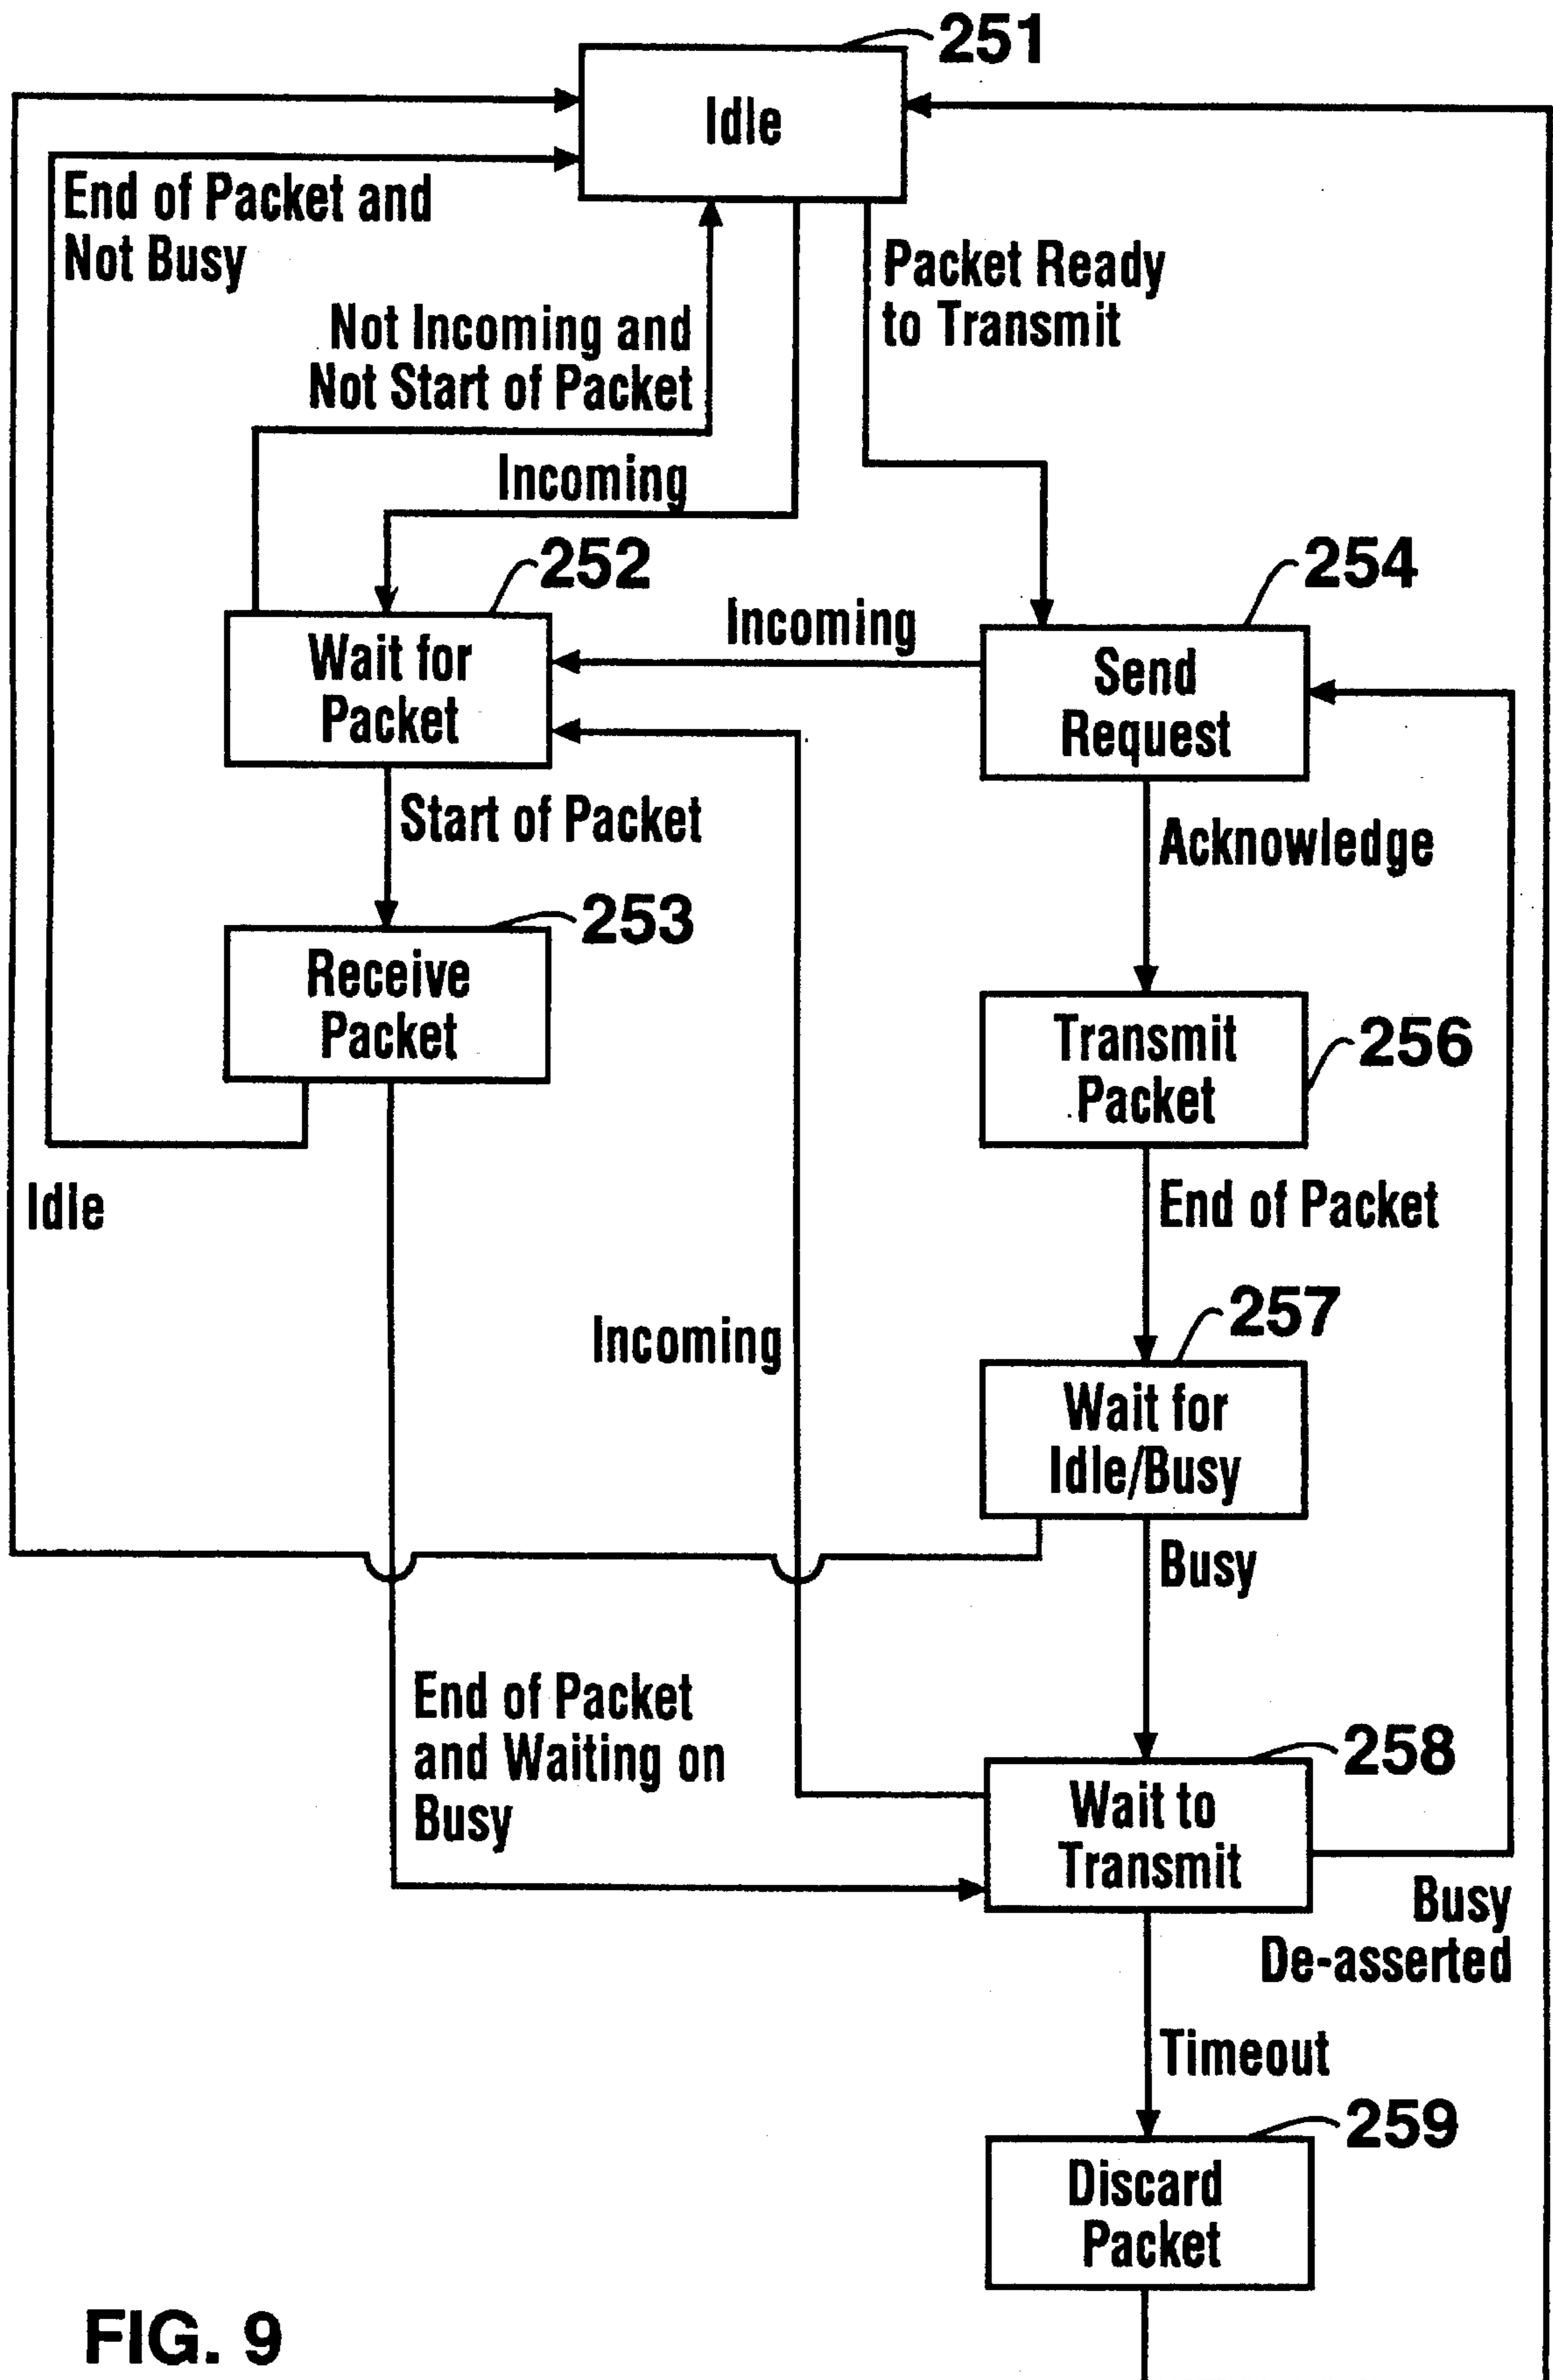 251
Idle
End of Packet and
Not Busy
Packet Ready
to Transmit
Not Incoming and
Not Start of Packet
Incoming
252
254
Incoming
Wait for
Packet
Send
Request
Start of Packet
Acknowledge
253
Receive
Packet
Transmit
Packet
256
Idle
End of Packet
257
Incoming
Wait for
Idle/Busy
Busy
End of Packet
and Waiting on
Busy
258
Wait to
Transmit
Busy
De-asserted
Timeout
259
Discard
Packet
FIG. 9